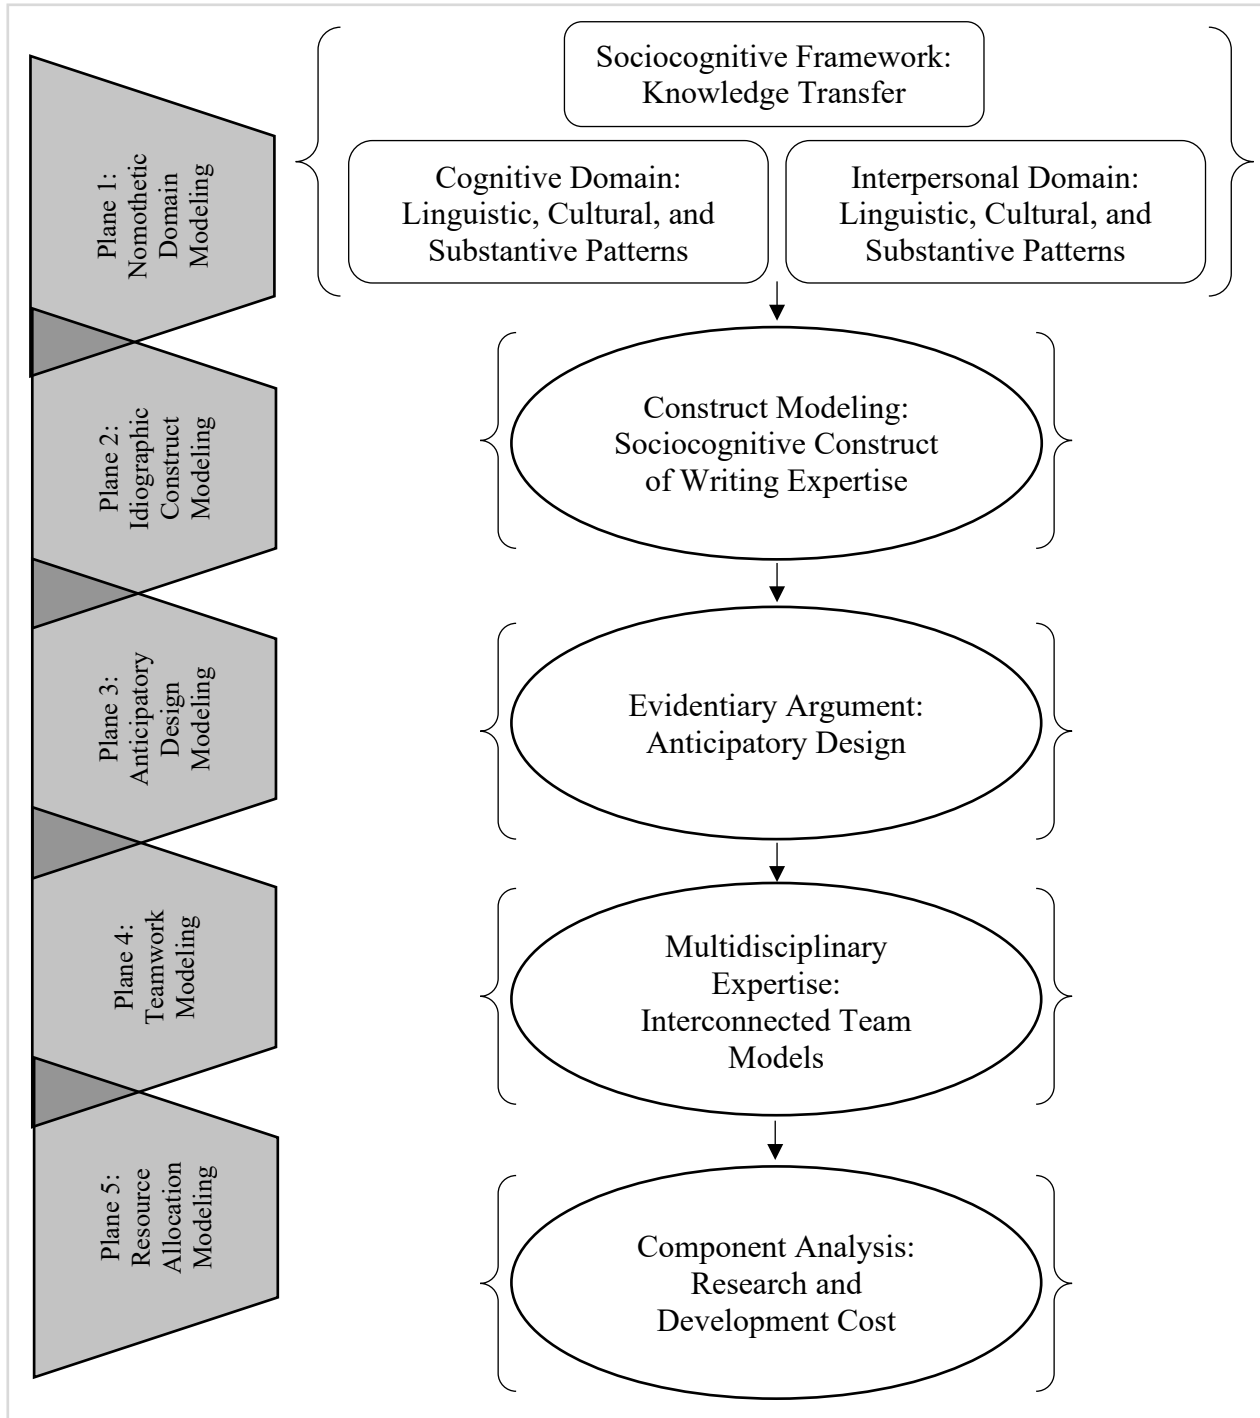 Sociocognitive Framework:
Knowledge Transfer
Cognitive Domain:
Linguistic, Cultural, and
Substantive Patterns
Interpersonal Domain:
Linguistic, Cultural, and
Substantive Patterns
Plane 1:
Nomothetic
Domain
Modeling
Construct Modeling:
Sociocognitive Construct
of Writing Expertise
Plane 2:
Idiographic
Construct
Modeling
Evidentiary Argument:
Anticipatory Design
Plane 3:
Anticipatory
Design
Modeling
Multidisciplinary
Expertise:
Interconnected Team
Models
Plane 4:
Teamwork
Modeling
Component Analysis:
Research and
Development Cost
Plane 5:
Resource
Allocation
Modeling